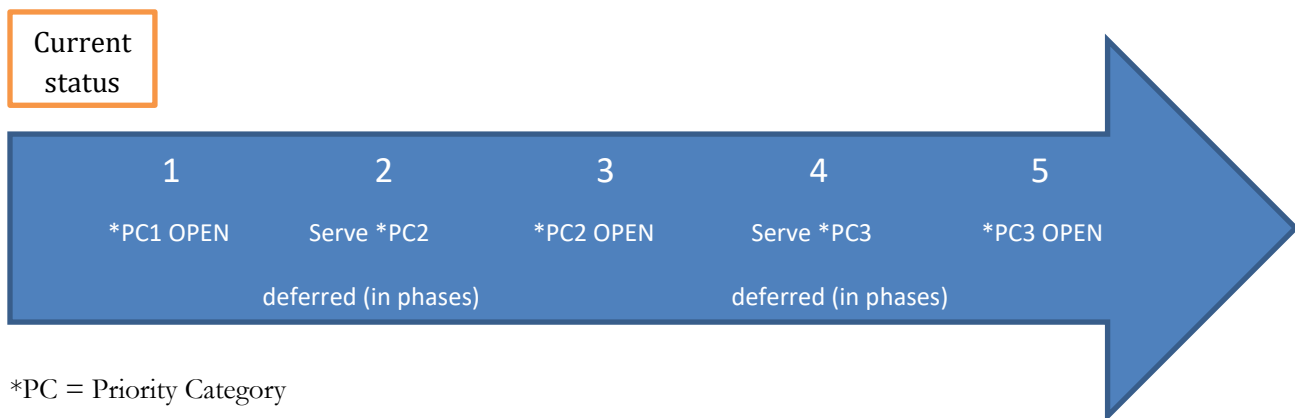 Current
status
1 2 3 4 5
*PC1 OPEN Serve *PC2 *PC2 OPEN Serve *PC3 *PC3 OPEN
deferred (in phases) deferred (in phases)
*PC = Priority Category